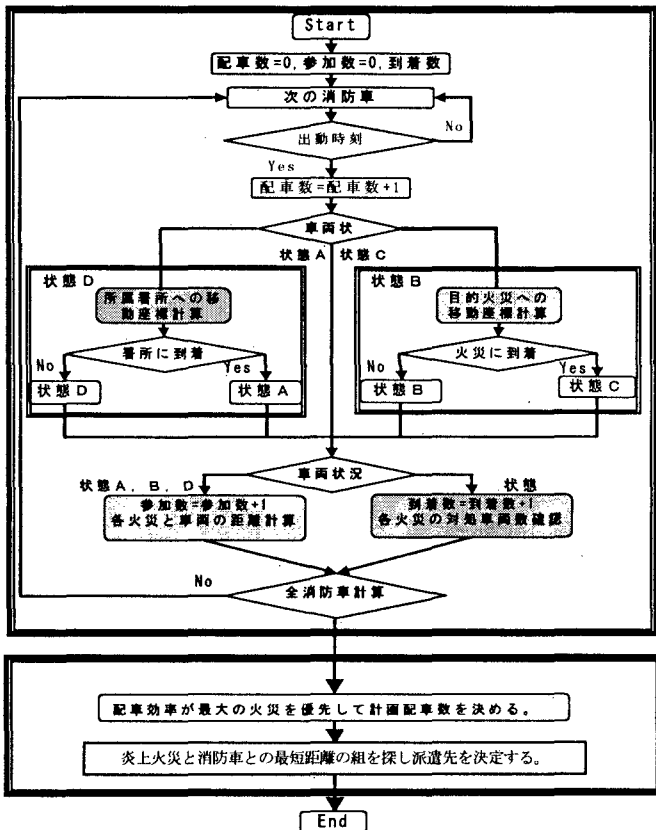 Start
配車数=0,参加数=0,到着数
次の消防車
出動時刻
No
Yes
配車数=配車数+1
車両状
状態A
状態C
状態D
所属署所への移
動座標計算
署所に到着
No
Yes
状態D
状態A
状態B
目的火災への
移動座標計算
火災に到着
No
Yes
状態B
状態C
車両状況
状態A, B, D
状態
参加数=参加数+1
各火災と車両の距離計算
到着数=到着数+1
各火災の対処車両数確認
No
全消防車計算
配車効率が最大の火災を優先して計画配車数を決める。
炎上火災と消防車との最短距離の組を探し派遣先を決定する。
End